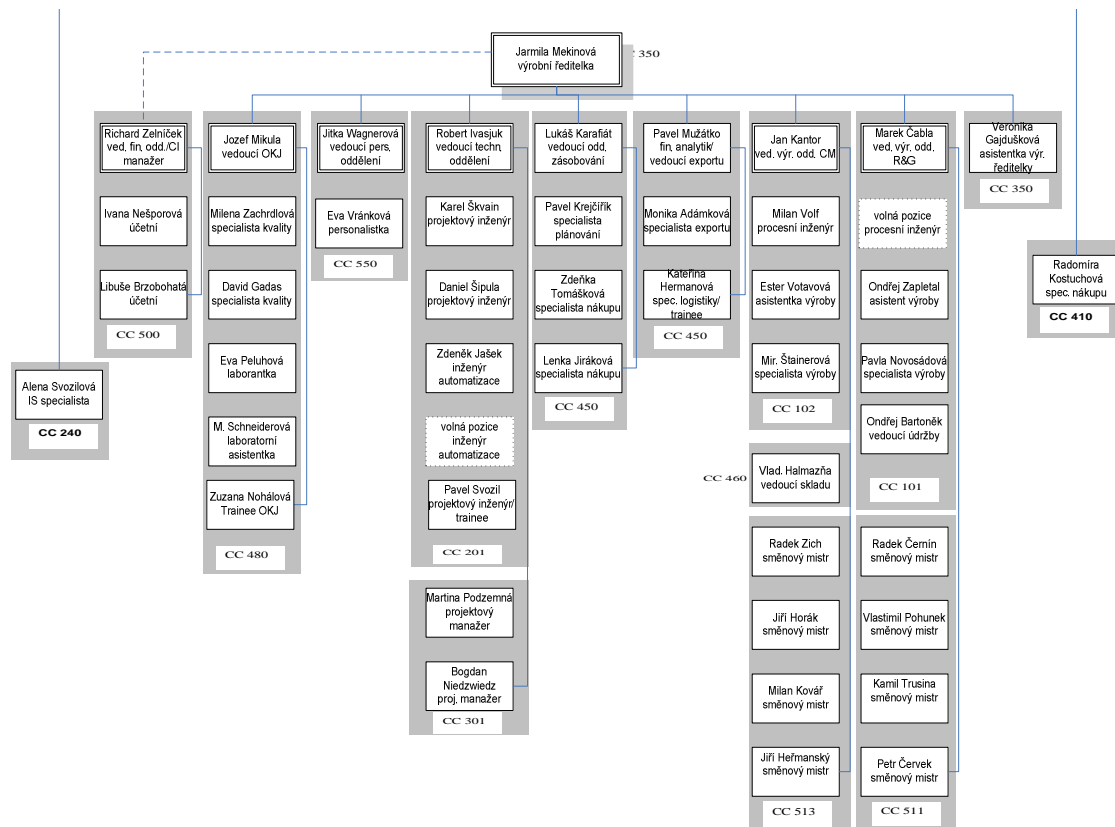 Jarmila Mekinová
výrobní ředitelka
CC 350
Richard Zelníček
ved, fin, odd./CI
manažer
Ivana Nešporová
účetní
Libuše Brzobohatá
účetní
CC 500
Jozef Mikula
vedoucí OKJ
Milena Zachrdlová
specialista kvality
David Gadas
specialista kvality
Eva Peluhová
laborantka
M. Schneiderová
laboratorní
asistentka
Zuzana Nohálová
Trainee OKJ
CC 480
Jitka Wagnerová
vedoucí pers,
oddělení
Eva Vránková
personalistka
CC 550
Robert Ivasjuk
vedoucí techn,
oddělení
Karel Škvain
projektový inženýr
Daniel Šipula
projektový inženýr
Zdeněk Jašek
inženýr
automatizace
volná pozice
inženýr
automatizace
Pavel Svozil
projektový inženýr/
trainee
CC 201
Martina Podzemná
projektový
manažer
Bogdan
Niedzwiedz
proj, manažer
CC 301
Lukáš Karafiát
vedoucí odd,
zásobování
Pavel Krejčiřík
specialista
plánování
Zdeňka
Tomášková
specialista nákupu
Lenka Jiráková
specialista nákupu
CC 450
Pavel Mužátko
fin, analytik/
vedoucí exportu
Monika Adámková
specialista exportu
Kateřina
Hermanová
spec. logistiky/
trainee
CC 450
Jan Kantor
ved. výr. odd, CM
Milan Volf
procesní inženýr
Ester Votavová
asistentka výroby
Mir. Štainerová
specialista výroby
CC 102
CC 460
Vlad. Halmazňa
vedoucí skladu
Radek Zich
směnový mistr
Jiří Horák
směnový mistr
Milan Kovář
směnový mistr
Jiří Heřmanský
směnový mistr
CC 513
Marek Čabla
ved, výr, odd,
R&G
volná pozice
procesní inženýr
Ondřej Zapletal
asistent výroby
Pavla Novosádová
specialista výroby
Ondřej Bartoněk
vedoucí údržby
CC 101
Radek Černín
směnový mistr
Vlastimil Pohunek
směnový mistr
Kamil Trusina
směnový mistr
Petr Červek
směnový mistr
CC 511
Veronika
Gajdušková
asistentka výr.
ředitelky
CC 350
Radomíra
Kostuchova
spec. nákupu
CC 410
Alena Svozilová
IS specialista
CC 240